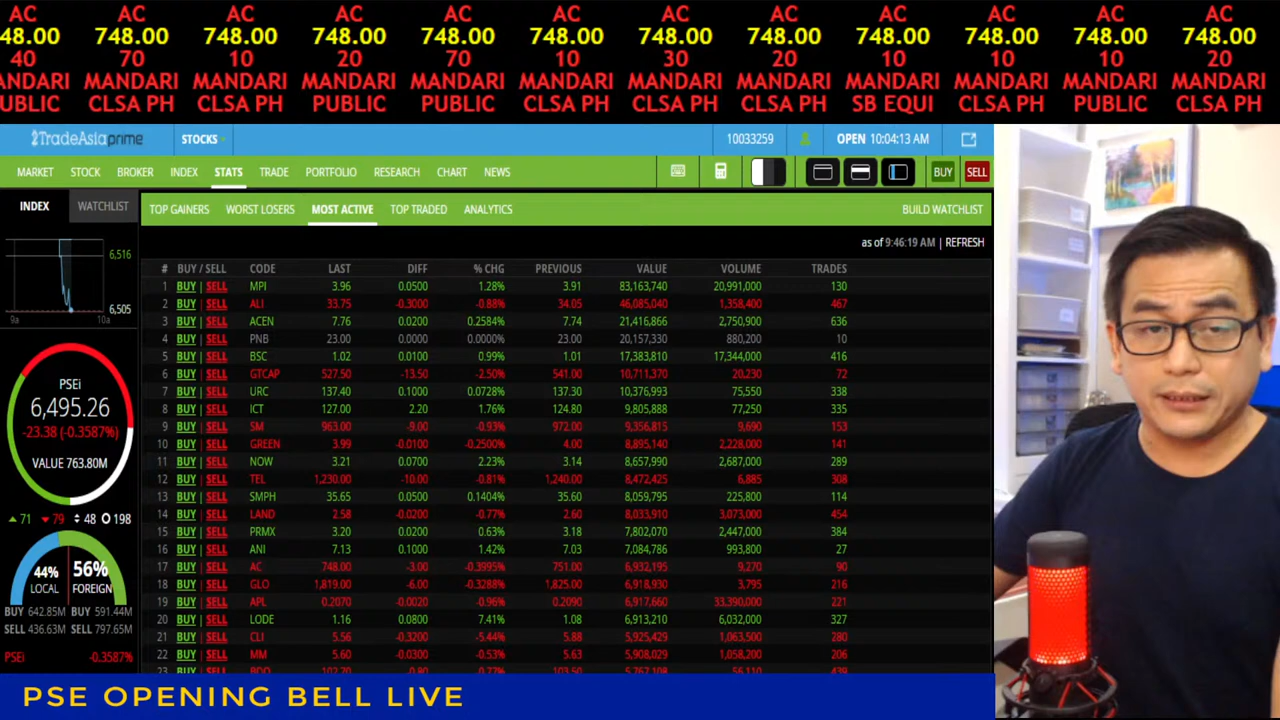 AC AC AC AC AC AC AC AC AC AC AC AC
48.00 748.00 748.00 748.00 748.00 748.00 748.00 748.00 748.00 748.00 748.00 748.00
40 70 10 20 70 10 30 20 10 10 10 20
ANDARI MANDARI MANDARI MANDARI MANDARI MANDARI MANDARI MANDARI MANDARI MANDARI MANDARI MANDARI
UBLIC CLSA PH CLSA PH PUBLIC PUBLIC CLSA PH CLSA PH CLSA PH SB EQUI CLSA PH PUBLIC CLSA PH
2TradeAsiaprime STOCKS 10033259 OPEN 10:04:13 AM
MARKET STOCK BROKER INDEX STATS TRADE PORTFOLIO RESEARCH CHART NEWS BUY SELL
INDEX WATCHLIST
TOP GAINERS WORST LOSERS MOST ACTIVE TOP TRADED ANALYTICS BUILD WATCHLIST
as of 9:46:19 AM | REFRESH
6,516
6,505
9a 10a
PSEi
6,495.26
-23.38 (-0.3587%)
VALUE 763.80M
71 79 48 198
44% 56%
LOCAL FOREIGN
BUY 642.85M BUY 591.44M
SELL 436.63M SELL 797.65M
PSEi -0.3587%
# BUY / SELL CODE LAST DIFF % CHG PREVIOUS VALUE VOLUME TRADES
1 BUY | SELL MPI 3.96 0.0500 1.28% 3.91 83,163,740 20,991,000 130
2 BUY | SELL ALI 33.75 -0.3000 -0.88% 34.05 46,085,040 1,358,400 467
3 BUY | SELL ACEN 7.76 0.0200 0.2584% 7.74 21,416,866 2,750,900 636
4 BUY | SELL PNB 23.00 0.0000 0.0000% 23.00 20,157,330 880,200 10
5 BUY | SELL BSC 1.02 0.0100 0.99% 1.01 17,383,810 17,344,000 416
6 BUY | SELL GTCAP 527.50 -13.50 -2.50% 541.00 10,711,370 20,230 72
7 BUY | SELL URC 137.40 0.1000 0.0728% 137.30 10,376,993 75,550 338
8 BUY | SELL ICT 127.00 2.20 1.76% 124.80 9,805,888 77,250 335
9 BUY | SELL SM 963.00 -9.00 -0.93% 972.00 9,356,815 9,690 153
10 BUY | SELL GREEN 3.99 -0.0100 -0.2500% 4.00 8,895,140 2,228,000 141
11 BUY | SELL NOW 3.21 0.0700 2.23% 3.14 8,657,990 2,687,000 289
12 BUY | SELL TEL 1,230.00 -10.00 -0.81% 1,240.00 8,472,425 6,885 308
13 BUY | SELL SMPH 35.65 0.0500 0.1404% 35.60 8,059,795 225,800 114
14 BUY | SELL LAND 2.58 -0.0200 -0.77% 2.60 8,033,910 3,073,000 454
15 BUY | SELL PRMX 3.20 0.0200 0.63% 3.18 7,802,070 2,447,000 384
16 BUY | SELL ANI 7.13 0.1000 1.42% 7.03 7,084,786 993,800 27
17 BUY | SELL AC 748.00 -3.00 -0.3995% 751.00 6,932,195 9,270 90
18 BUY | SELL GLO 1,819.00 -6.00 -0.3288% 1,825.00 6,918,930 3,795 216
19 BUY | SELL APL 0.2070 -0.0020 -0.96% 0.2090 6,917,660 33,390,000 221
20 BUY | SELL LODE 1.16 0.0800 7.41% 1.08 6,913,210 6,032,000 327
21 BUY | SELL CLI 5.56 -0.3200 -5.44% 5.88 5,925,429 1,063,500 280
22 BUY | SELL MM 5.60 -0.0300 -0.53% 5.63 5,908,029 1,058,200 206
23 BUY | SELL BDO 102.70 -0.80 -0.77% 103.50 5,767,108 56,110 439
PSE OPENING BELL LIVE